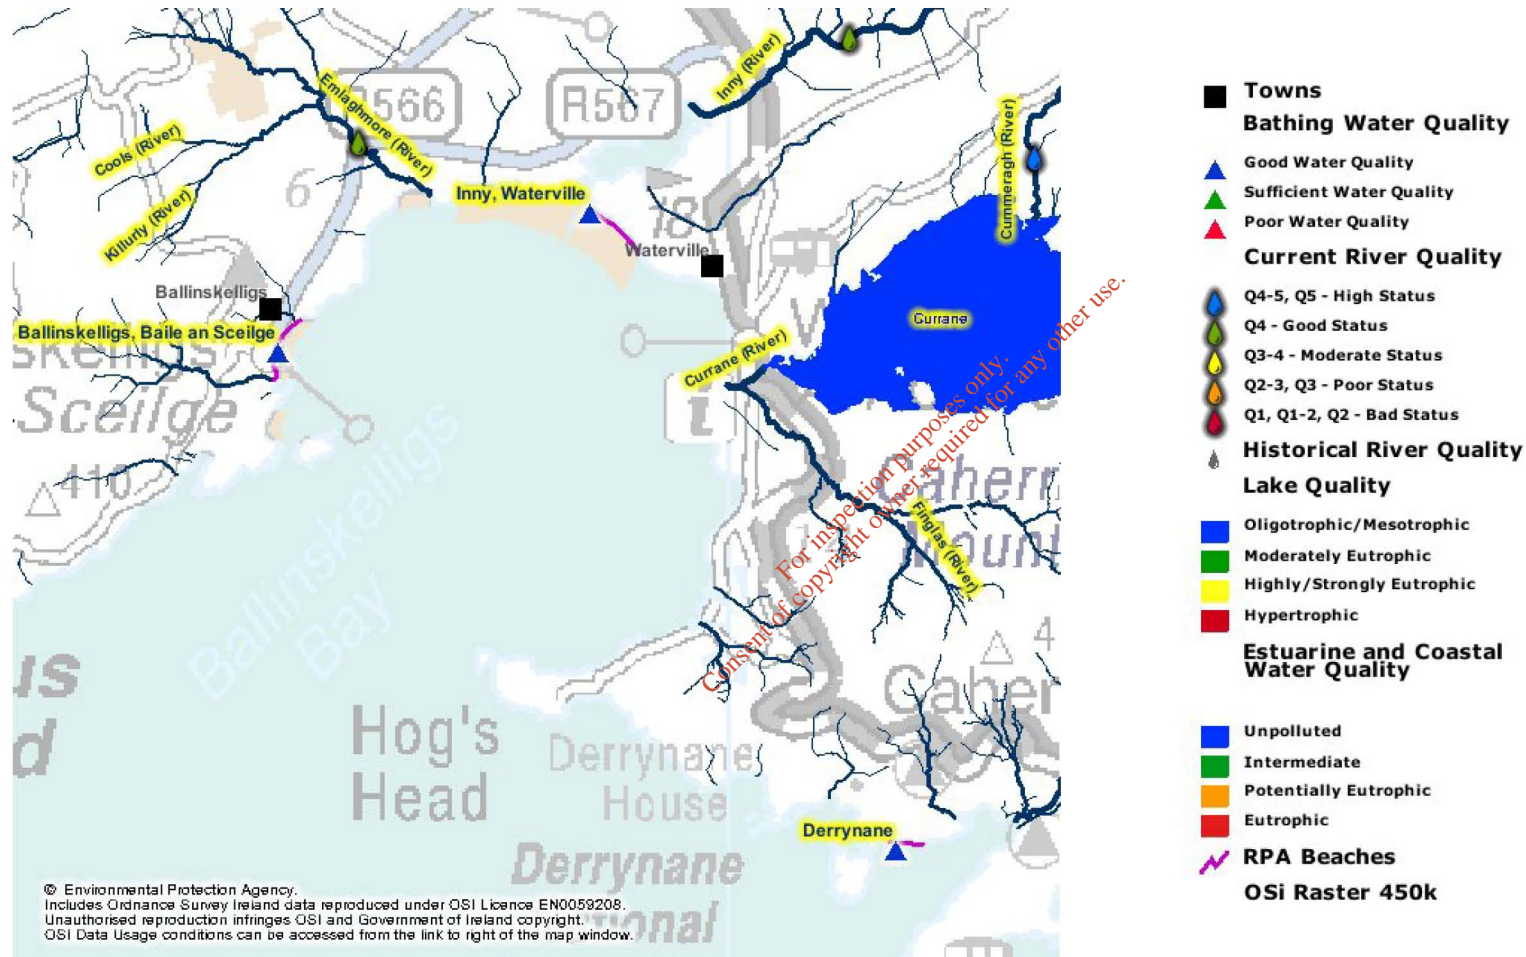 Inny (River)
Emlaghmore (River)
R566
R567
Cummeragh (River)
Cools (River)
Killurly (River)
6
Inny, Waterville
18
Waterville
Ballinskelligs
Ballinskelligs, Baile an Sceilge
Currane
Currane (River)
Sceilge
i
410
Finglas (River)
Ballinskelligs
Bay
4
Hog's
Head
Derrynane
House
Derrynane
Derrynane
For inspection purposes only.
Consent of copyright owner required for any other use.
© Environmental Protection Agency.
Includes Ordnance Survey Ireland data reproduced under OSI Licence EN0059208.
Unauthorised reproduction infringes OSI and Government of Ireland copyright.
OSI Data Usage conditions can be accessed from the link to right of the map window.
Towns
Bathing Water Quality
Good Water Quality
Sufficient Water Quality
Poor Water Quality
Current River Quality
Q4-5, Q5 - High Status
Q4 - Good Status
Q3-4 - Moderate Status
Q2-3, Q3 - Poor Status
Q1, Q1-2, Q2 - Bad Status
Historical River Quality
Lake Quality
Oligotrophic/Mesotrophic
Moderately Eutrophic
Highly/Strongly Eutrophic
Hypertrophic
Estuarine and Coastal
Water Quality
Unpolluted
Intermediate
Potentially Eutrophic
Eutrophic
RPA Beaches
OSi Raster 450k